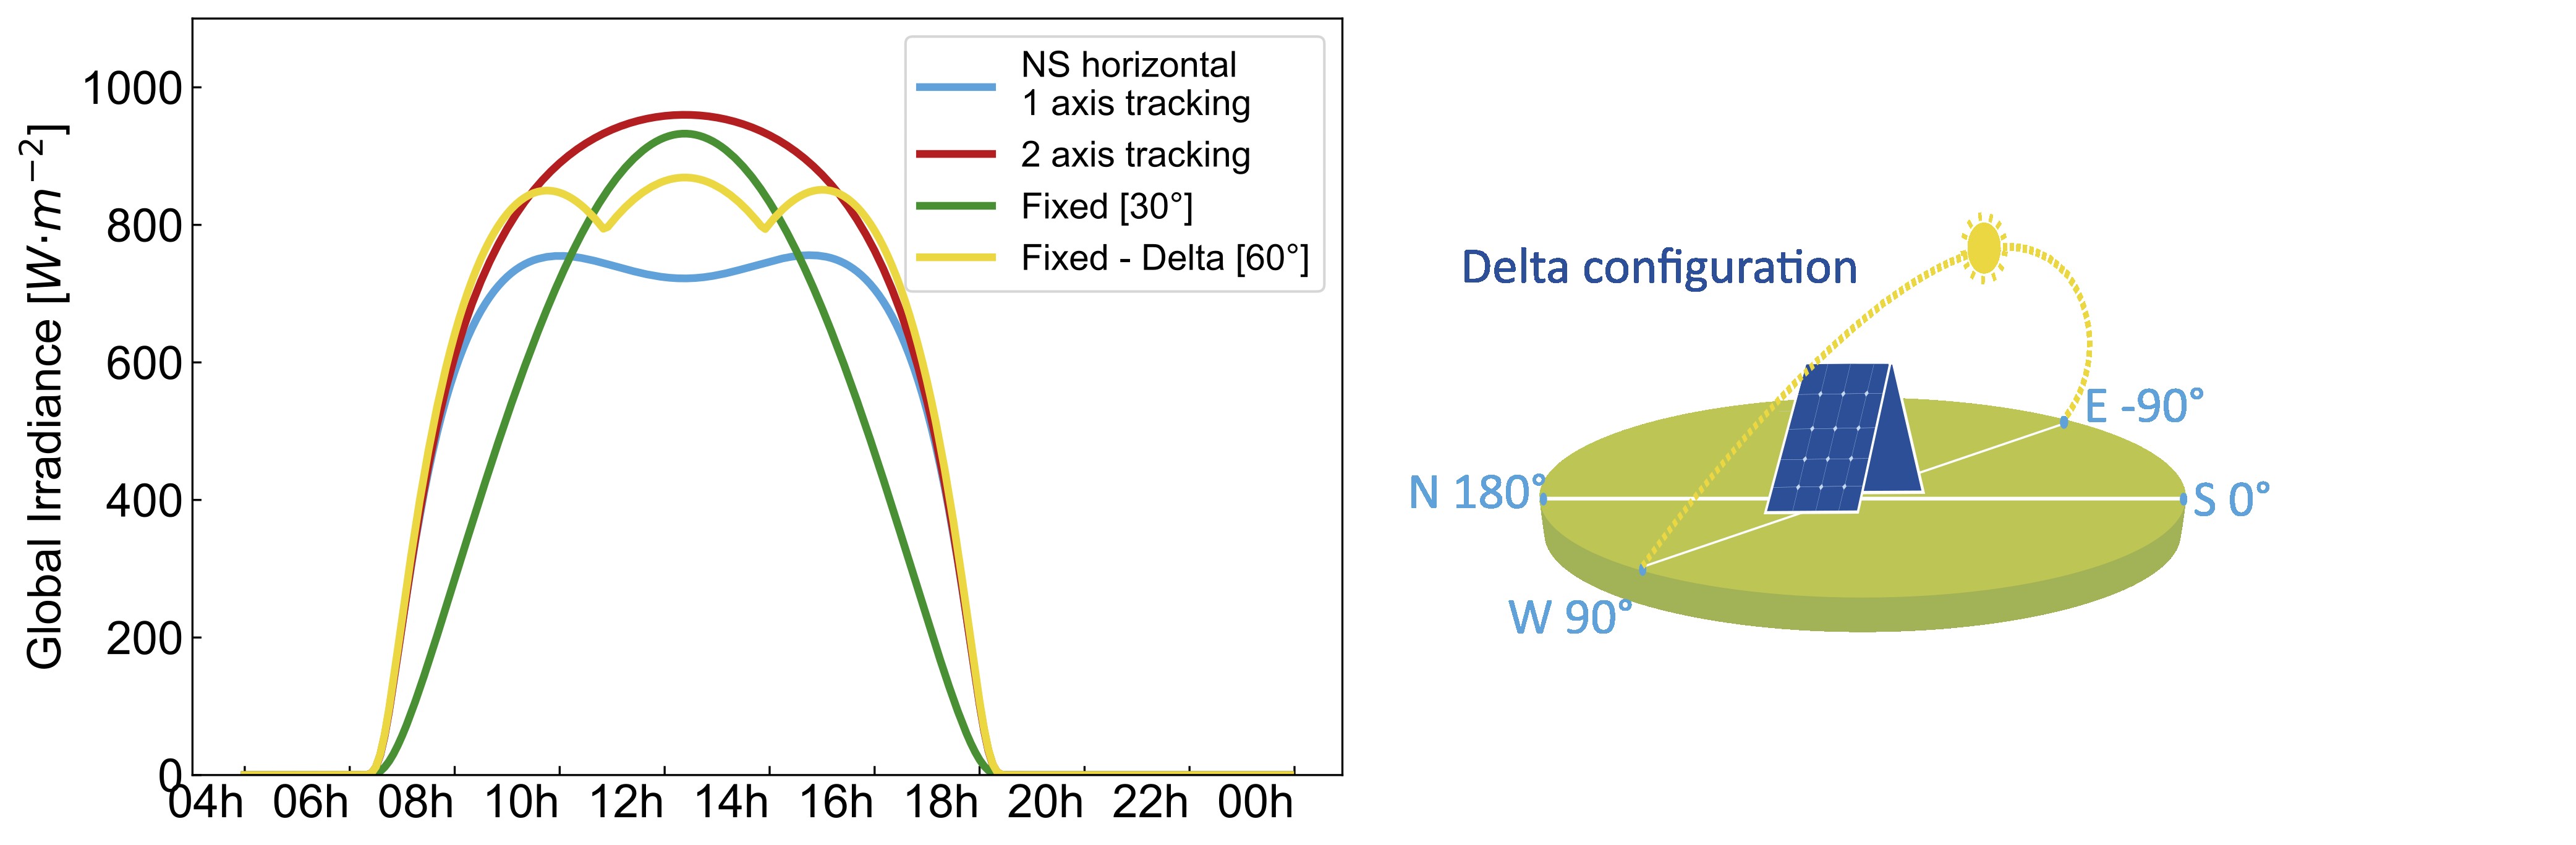 Global Irradiance [W·m⁻²]
1000
800
600
400
200
0
04h 06h 08h 10h 12h 14h 16h 18h 20h 22h 00h
NS horizontal
1 axis tracking
2 axis tracking
Fixed [30°]
Fixed - Delta [60°]
Delta configuration
E -90°
N 180°
S 0°
W 90°